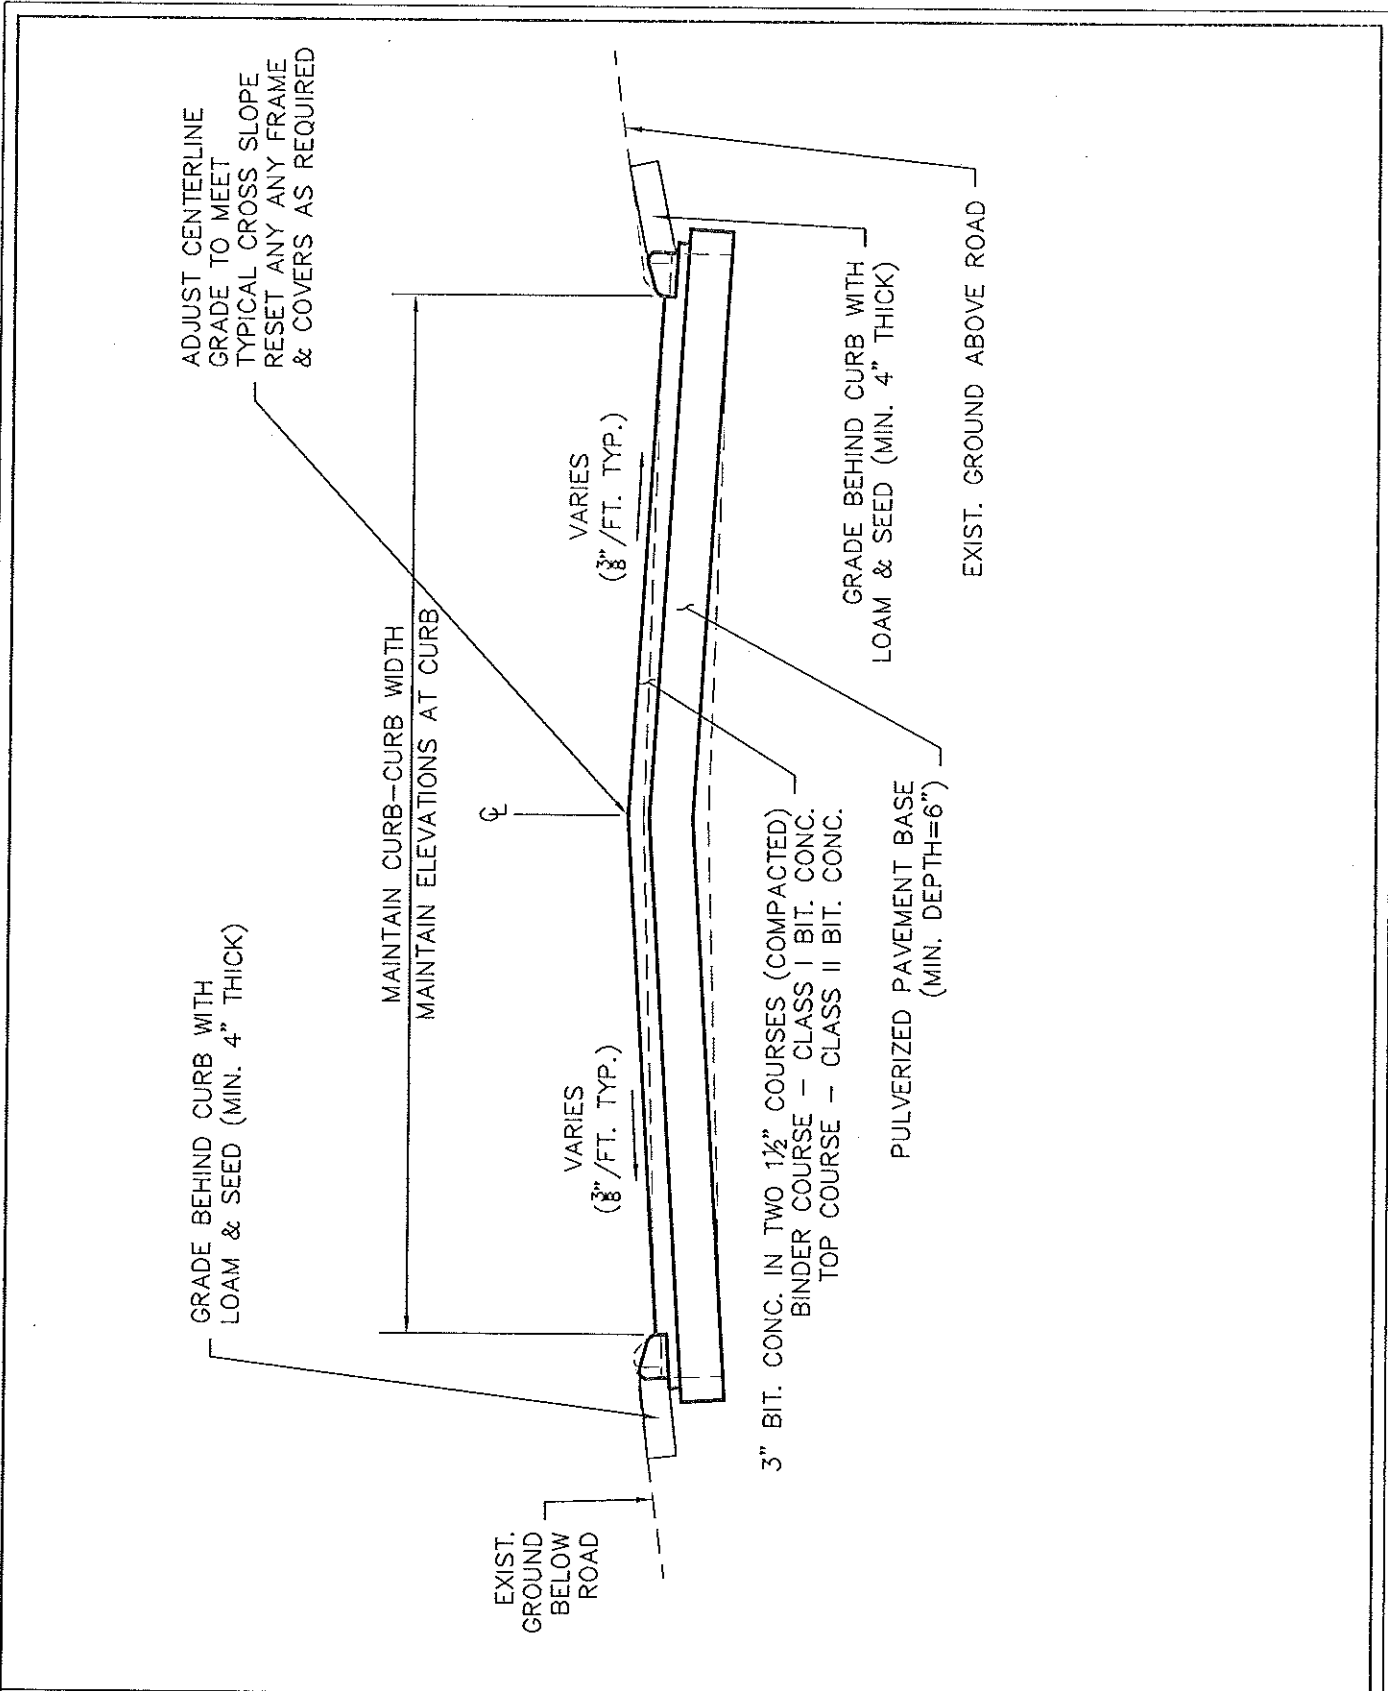 ADJUST CENTERLINE
GRADE TO MEET
TYPICAL CROSS SLOPE
RESET ANY ANY FRAME
& COVERS AS REQUIRED
GRADE BEHIND CURB WITH
LOAM & SEED (MIN. 4" THICK)
MAINTAIN CURB-CURB WIDTH
MAINTAIN ELEVATIONS AT CURB
℄
EXIST.
GROUND
BELOW
ROAD
VARIES
(3/8"/FT. TYP.)
VARIES
(3/8"/FT. TYP.)
3" BIT. CONC. IN TWO 1½" COURSES (COMPACTED)
BINDER COURSE - CLASS I BIT. CONC.
TOP COURSE - CLASS II BIT. CONC.
PULVERIZED PAVEMENT BASE
(MIN. DEPTH=6")
GRADE BEHIND CURB WITH
LOAM & SEED (MIN. 4" THICK)
EXIST. GROUND ABOVE ROAD